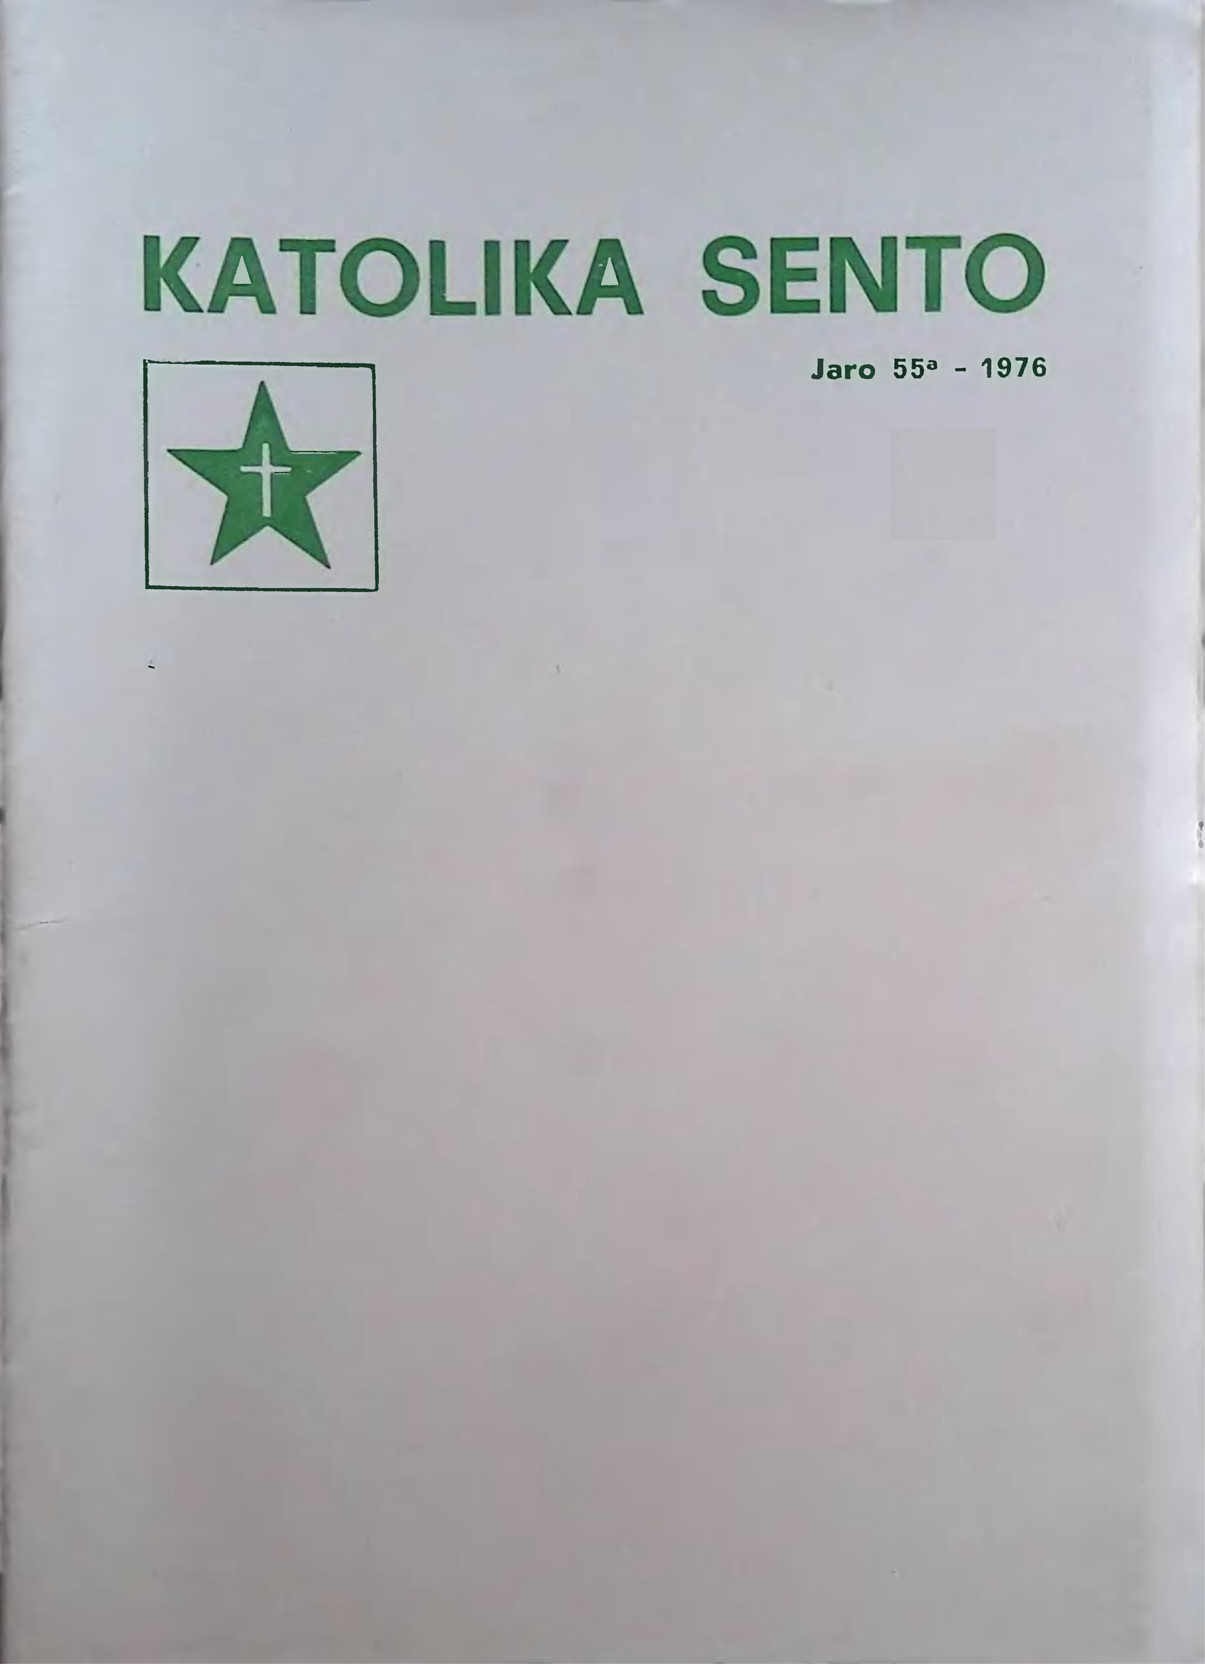 KATOLIKA SENTO
Jaro 55ª - 1976